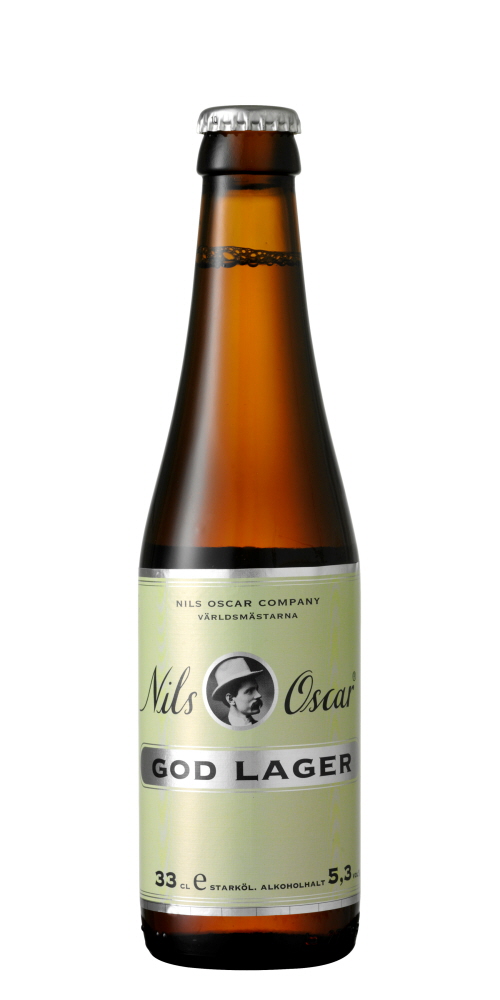 NILS OSCAR COMPANY
VÄRLDSMÄSTARNA
Nils Oscar®
GOD LAGER
33 CL e STARKÖL. ALKOHOLHALT 5,3